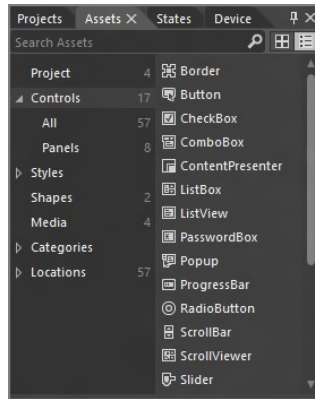 Projects Assets States Device
Search Assets
Project 4
Controls 17
All 57
Panels 8
Styles
Shapes 2
Media 4
Categories
Locations 57
Border
Button
CheckBox
ComboBox
ContentPresenter
ListBox
ListView
PasswordBox
Popup
ProgressBar
RadioButton
ScrollBar
ScrollViewer
Slider